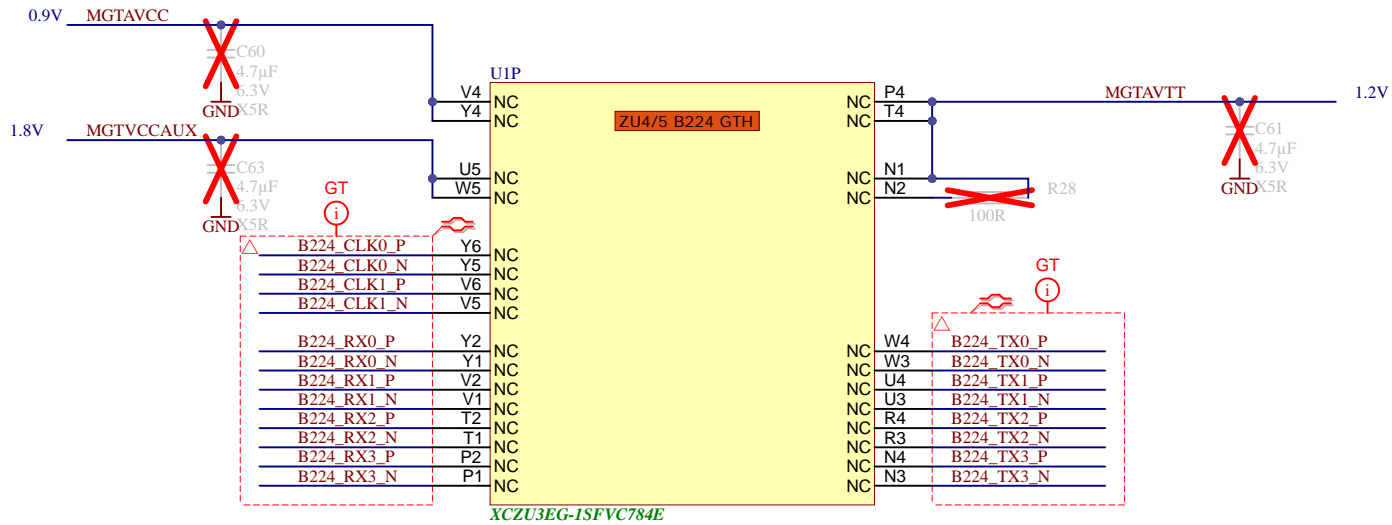 0.9V MGTAVCC
C60
4.7µF
6.3V
X5R
GND
1.8V MGTVCCAUX
C63
4.7µF
6.3V
X5R
GND
GT
i
B224_CLK0_P
B224_CLK0_N
B224_CLK1_P
B224_CLK1_N
B224_RX0_P
B224_RX0_N
B224_RX1_P
B224_RX1_N
B224_RX2_P
B224_RX2_N
B224_RX3_P
B224_RX3_N
U1P
ZU4/5 B224 GTH
V4 NC
Y4 NC
U5 NC
W5 NC
Y6 NC
Y5 NC
V6 NC
V5 NC
Y2 NC
Y1 NC
V2 NC
V1 NC
T2 NC
T1 NC
P2 NC
P1 NC
NC P4
NC T4
NC N1
NC N2
NC W4
NC W3
NC U4
NC U3
NC R4
NC R3
NC N4
NC N3
XCZU3EG-1SFVC784E
MGTAVTT 1.2V
C61
4.7µF
6.3V
X5R
GND
R28
100R
GT
i
B224_TX0_P
B224_TX0_N
B224_TX1_P
B224_TX1_N
B224_TX2_P
B224_TX2_N
B224_TX3_P
B224_TX3_N